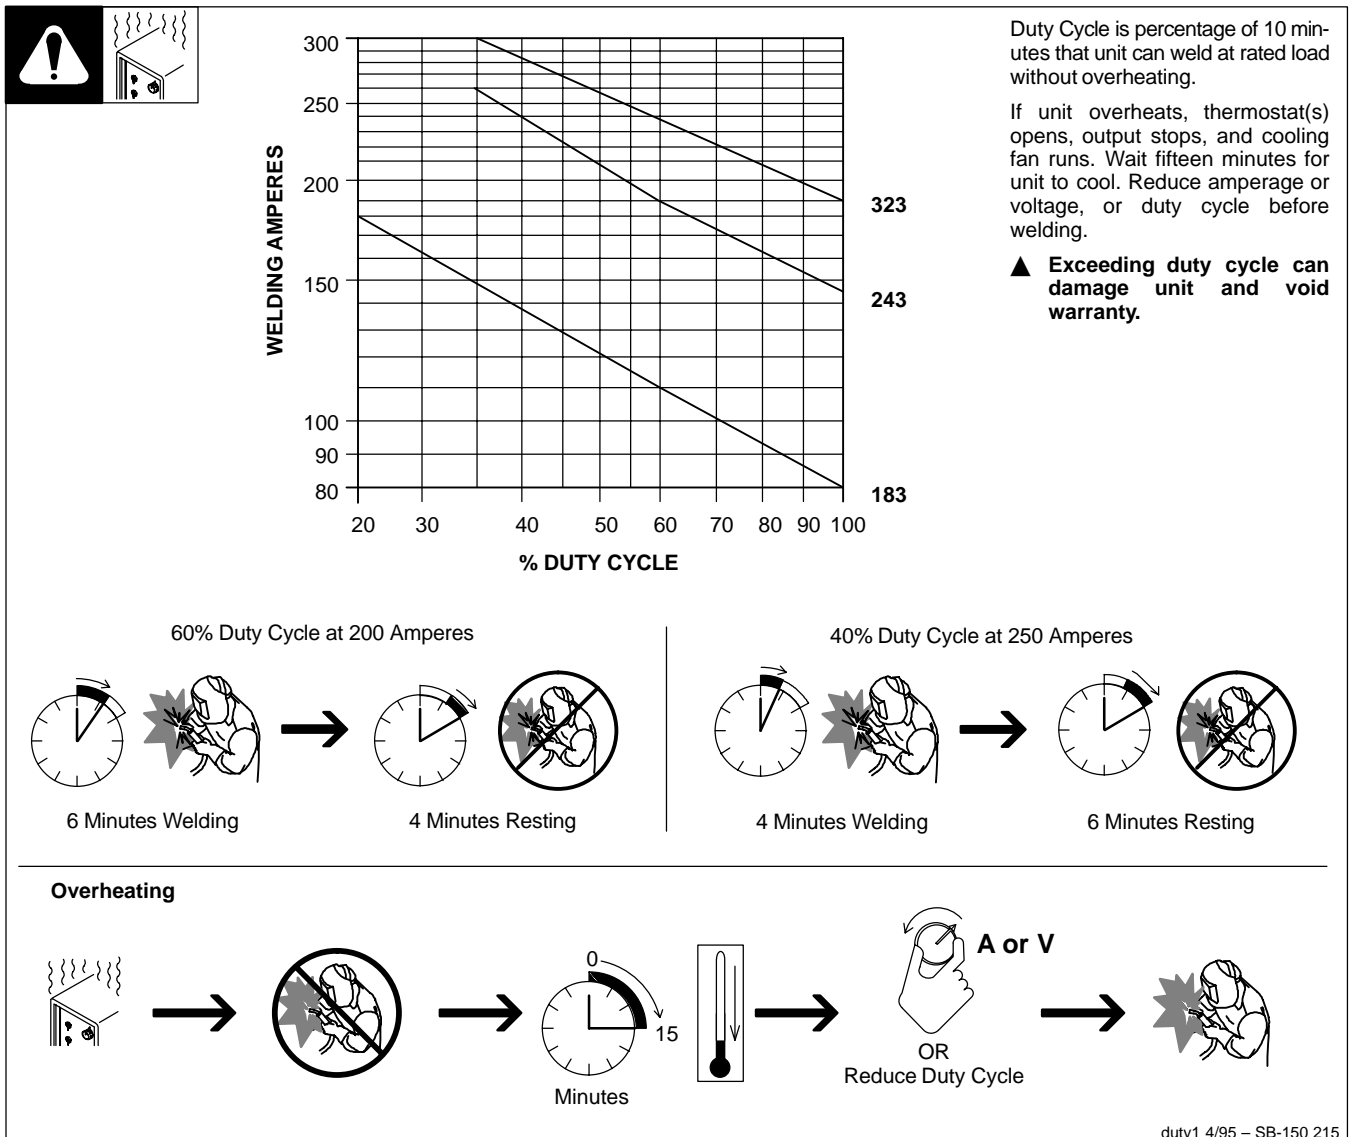 Duty Cycle is percentage of 10 min-
utes that unit can weld at rated load
without overheating.
If unit overheats, thermostat(s)
opens, output stops, and cooling
fan runs. Wait fifteen minutes for
unit to cool. Reduce amperage or
voltage, or duty cycle before
welding.
Exceeding duty cycle can
damage unit and void
warranty.
WELDING AMPERES
300
250
200
150
100
90
80
323
243
183
20 30 40 50 60 70 80 90 100
% DUTY CYCLE
60% Duty Cycle at 200 Amperes
6 Minutes Welding
4 Minutes Resting
40% Duty Cycle at 250 Amperes
4 Minutes Welding
6 Minutes Resting
Overheating
0
15
Minutes
A or V
OR
Reduce Duty Cycle
duty1 4/95 – SB-150 215